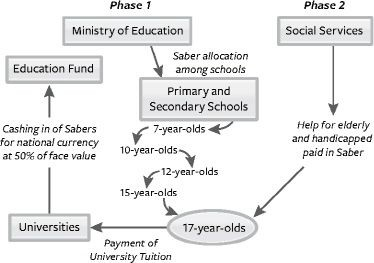 Phase 1
Phase 2
Ministry of Education
Social Services
Saber allocation
among schools
Education Fund
Primary and
Secondary Schools
Cashing in of Sabers
for national currency
at 50% of face value
7-year-olds
10-year-olds
12-year-olds
15-year-olds
Help for elderly
and handicapped
paid in Saber
Universities
17-year-olds
Payment of
University Tuition